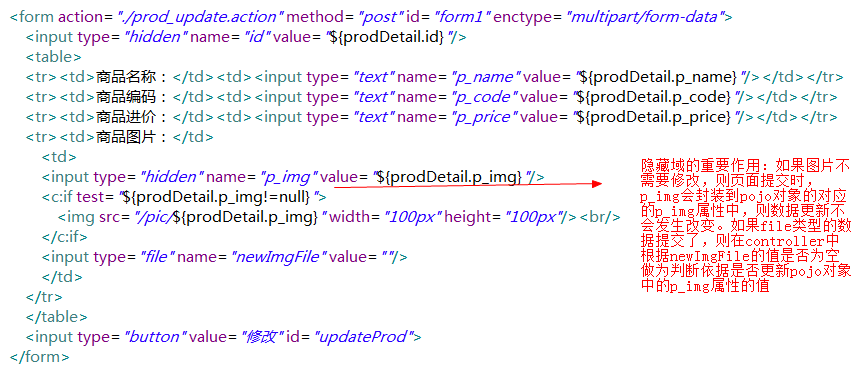 <form action="./prod_update.action" method="post" id="form1" enctype="multipart/form-data">
<input type="hidden" name="id" value="${prodDetail.id}"/>
<table>
<tr><td>商品名称：</td><td><input type="text" name="p_name" value="${prodDetail.p_name}"/></td></tr>
<tr><td>商品编码：</td><td><input type="text" name="p_code" value="${prodDetail.p_code}"/></td></tr>
<tr><td>商品进价：</td><td><input type="text" name="p_price" value="${prodDetail.p_price}"/></td></tr>
<tr><td>商品图片：</td>
<td>
<input type="hidden" name="p_img" value="${prodDetail.p_img}"/>
<c:if test="${prodDetail.p_img!=null}">
<img src="/pic/${prodDetail.p_img}" width="100px" height="100px"/><br/>
</c:if>
<input type="file" name="newImgFile" value=""/>
</td>
</tr>
</table>
<input type="button" value="修改" id="updateProd">
</form>
隐藏域的重要作用：如果图片不
需要修改，则页面提交时，
p_img会封装到pojo对象的对应
的p_img属性中，则数据更新不
会发生改变。如果file类型的数
据提交了，则在controller中
根据newImgFile的值是否为空
做为判断依据是否更新pojo对象
中的p_img属性的值